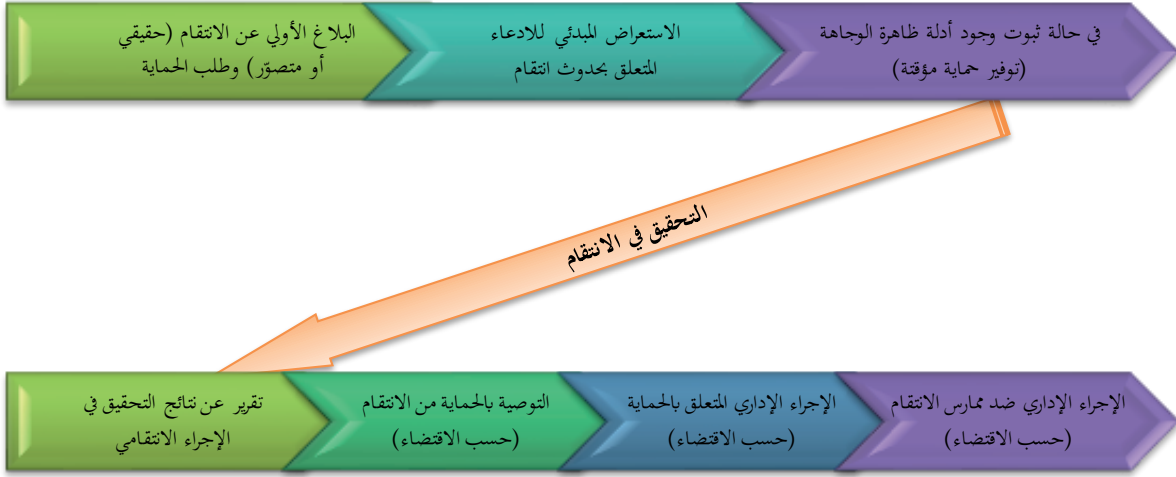 البلاغ الأولي عن الانتقام (حقيقي
أو متصوّر) وطلب الحماية
الاستعراض المبدئي للادعاء
المتعلق بحدوث انتقام
في حالة ثبوت وجود أدلة ظاهرة الوجاهة
(توفير حماية مؤقتة)
التحقيق في الانتقام
تقرير عن نتائج التحقيق في
الإجراء الانتقامي
التوصية بالحماية من الانتقام
(حسب الاقتضاء)
الإجراء الإداري المتعلق بالحماية
(حسب الاقتضاء)
الإجراء الإداري ضد ممارس الانتقام
(حسب الاقتضاء)